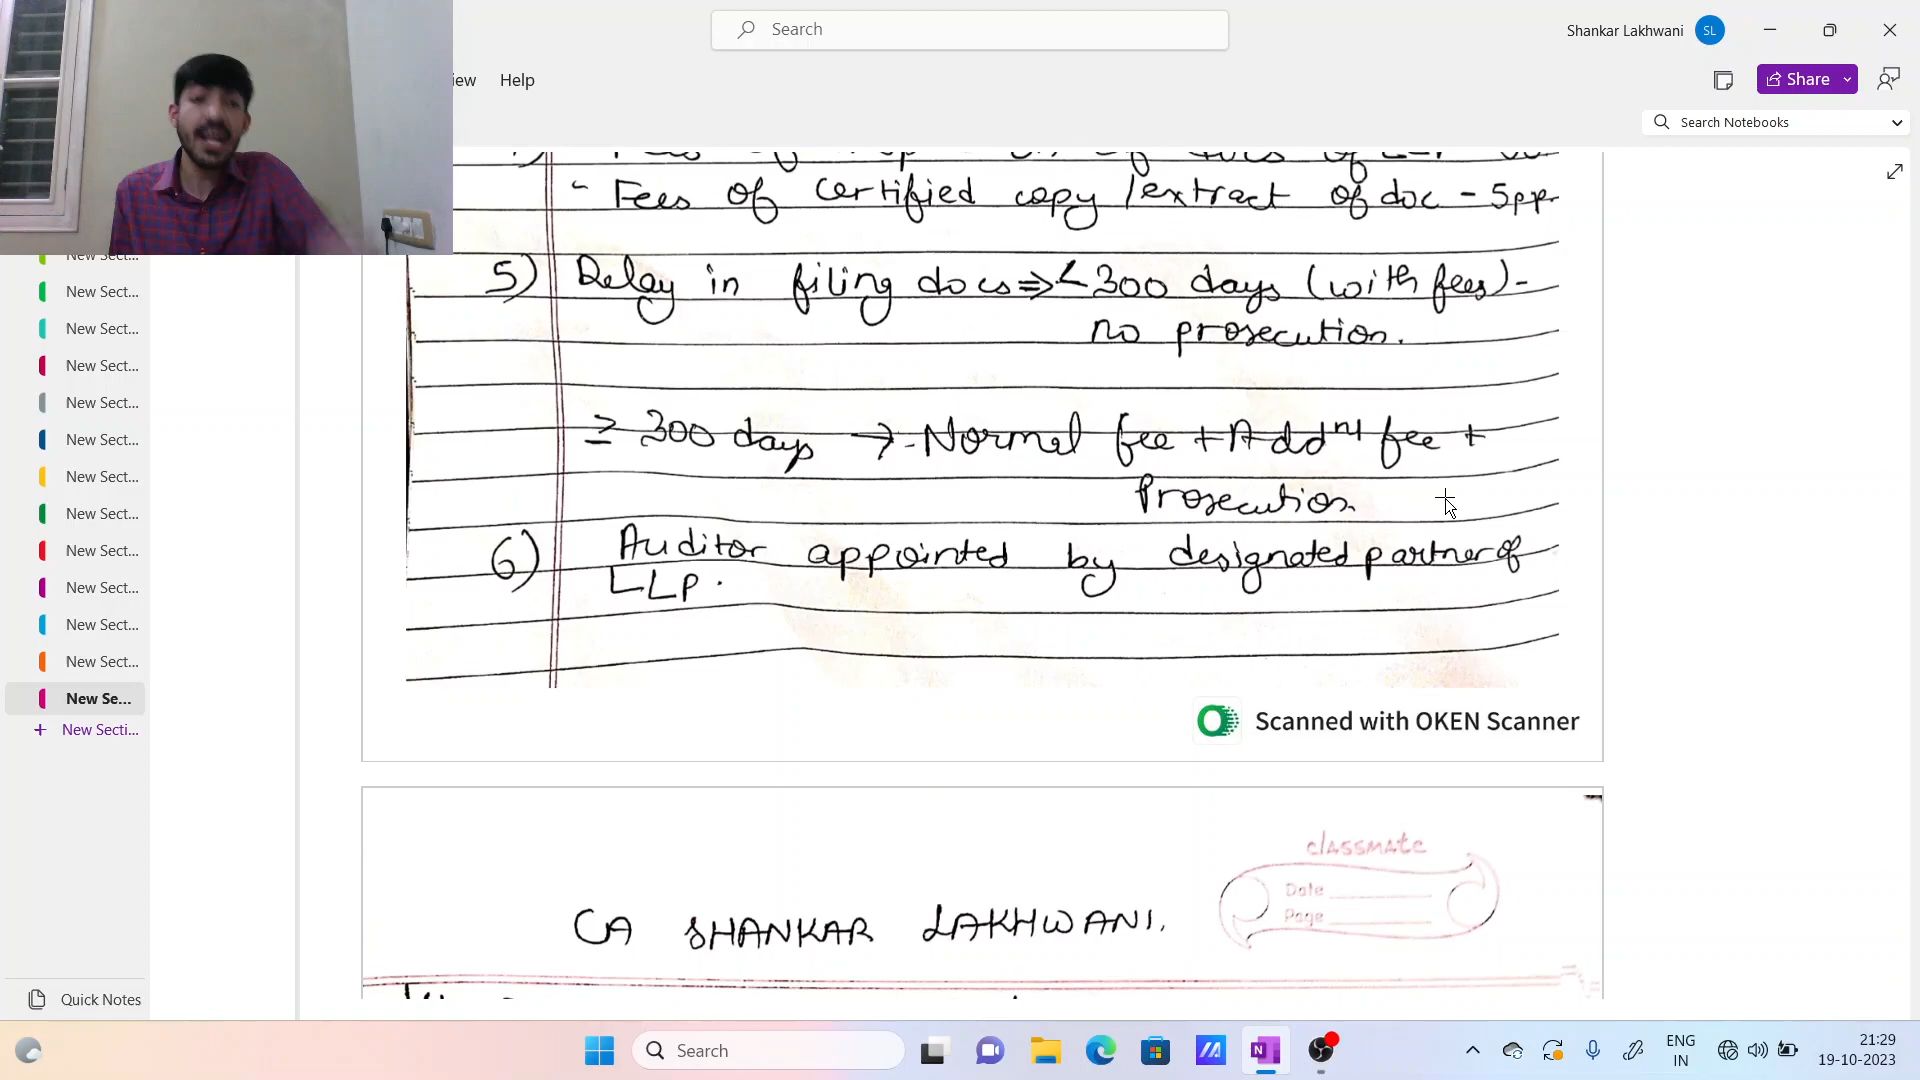 Search
Shankar Lakhwani SL
iew Help
Share
Search Notebooks
- Fees of certified copy /extract of doc - 5pp.
5) Delay in filing docs ⇒ < 300 days (with fees) -
no prosecution.
≥ 300 days → - Normal fee + Addnl fee +
Prosecution.
6) Auditor appointed by designated partner of
LLP.
Scanned with OKEN Scanner
classmate
Date
Page
CA SHANKAR LAKHWANI.
New Sect...
New Sect...
New Sect...
New Sect...
New Sect...
New Sect...
New Sect...
New Sect...
New Sect...
New Sect...
New Sect...
New Sect...
New Se...
+ New Secti...
Quick Notes
Search
ENG
IN
21:29
19-10-2023